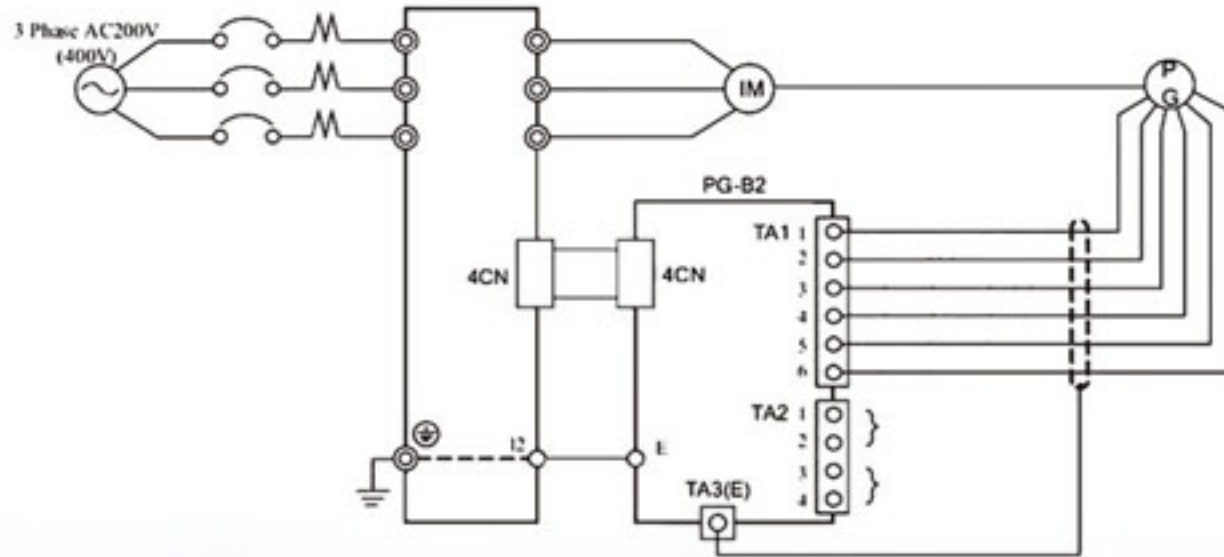 3 Phase AC200V
(400V)
IM
P
G
PG-B2
TA1 1
2
3
4
5
6
4CN
4CN
TA2 1
2
3
4
12
E
TA3(E)